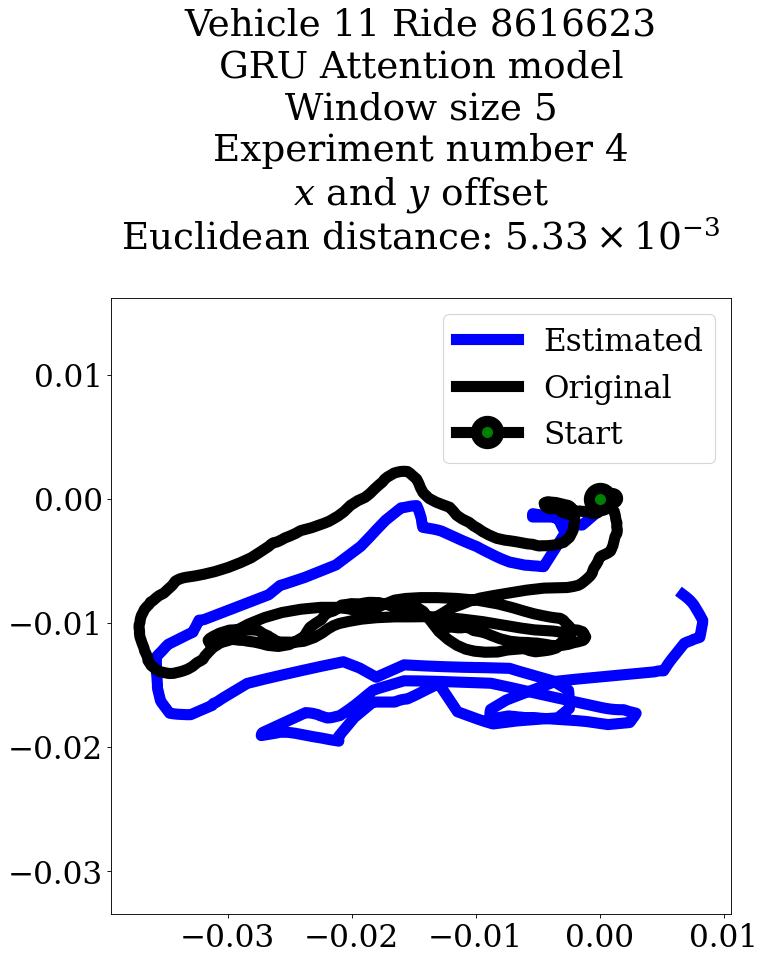 Vehicle 11 Ride 8616623
GRU Attention model
Window size 5
Experiment number 4
x and y offset
Euclidean distance: 5.33 × 10⁻³
Estimated
Original
Start
0.01
0.00
−0.01
−0.02
−0.03
−0.03 −0.02 −0.01 0.00 0.01